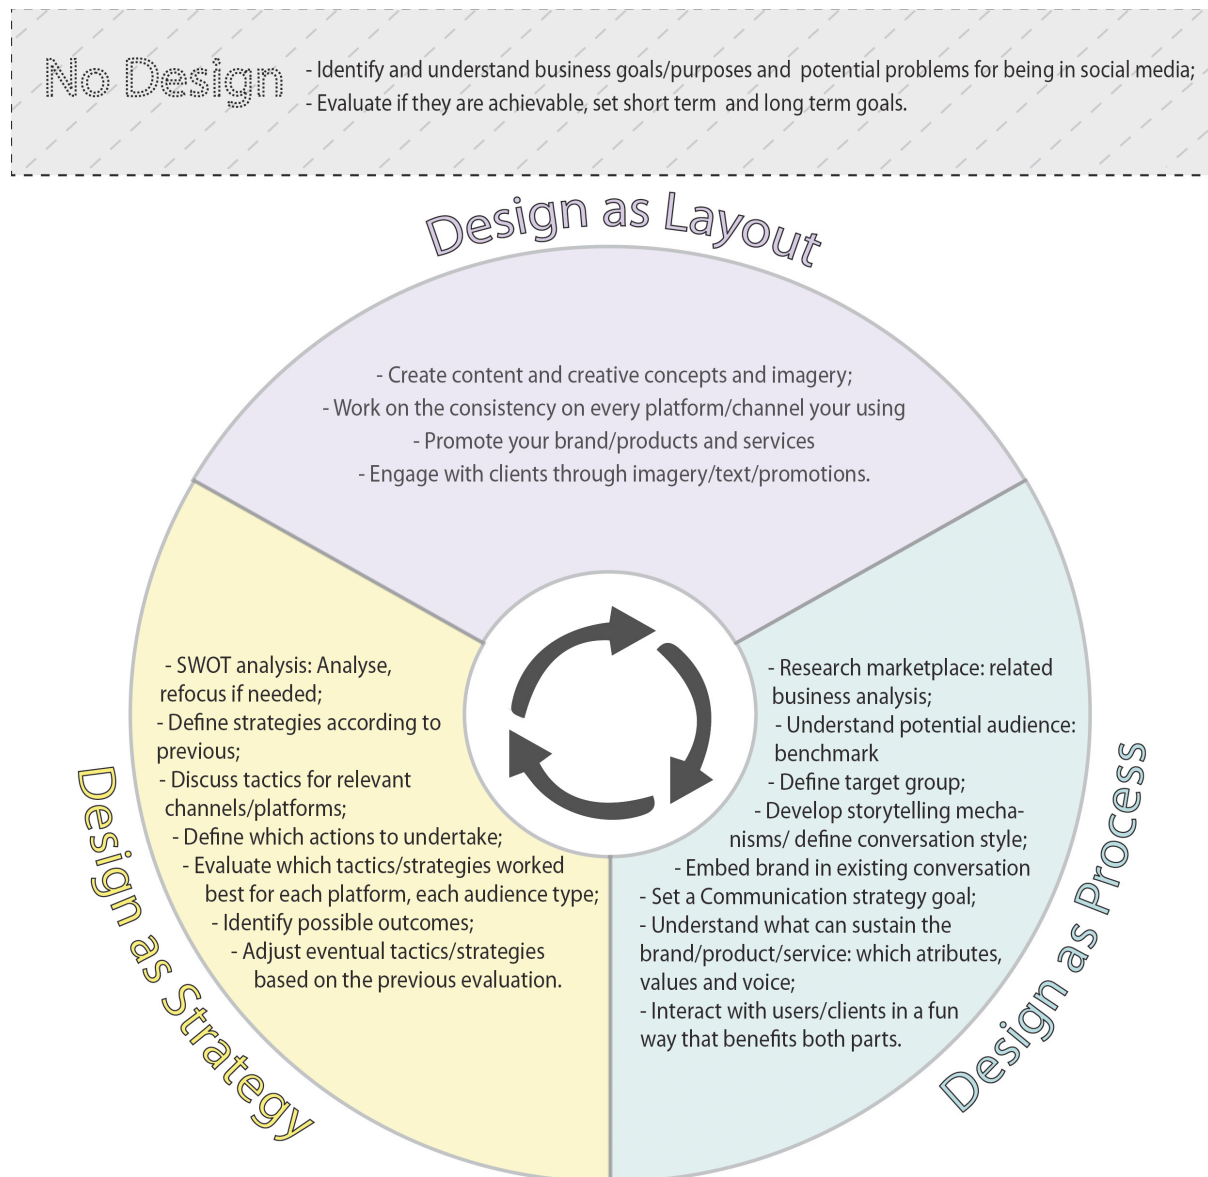 No Design
- Identify and understand business goals/purposes and  potential problems for being in social media;
- Evaluate if they are achievable, set short term  and long term goals.
Design as Layout
- Create content and creative concepts and imagery;
- Work on the consistency on every platform/channel your using
- Promote your brand/products and services
- Engage with clients through imagery/text/promotions.
Design as Strategy
- SWOT analysis: Analyse,
refocus if needed;
- Define strategies according to
previous;
- Discuss tactics for relevant
channels/platforms;
- Define which actions to undertake;
- Evaluate which tactics/strategies worked
best for each platform, each audience type;
- Identify possible outcomes;
- Adjust eventual tactics/strategies
based on the previous evaluation.
Design as Process
- Research marketplace: related
business analysis;
- Understand potential audience:
benchmark
- Define target group;
- Develop storytelling mecha-
nisms/ define conversation style;
- Embed brand in existing conversation
- Set a Communication strategy goal;
- Understand what can sustain the
brand/product/service: which atributes,
values and voice;
- Interact with users/clients in a fun
way that benefits both parts.